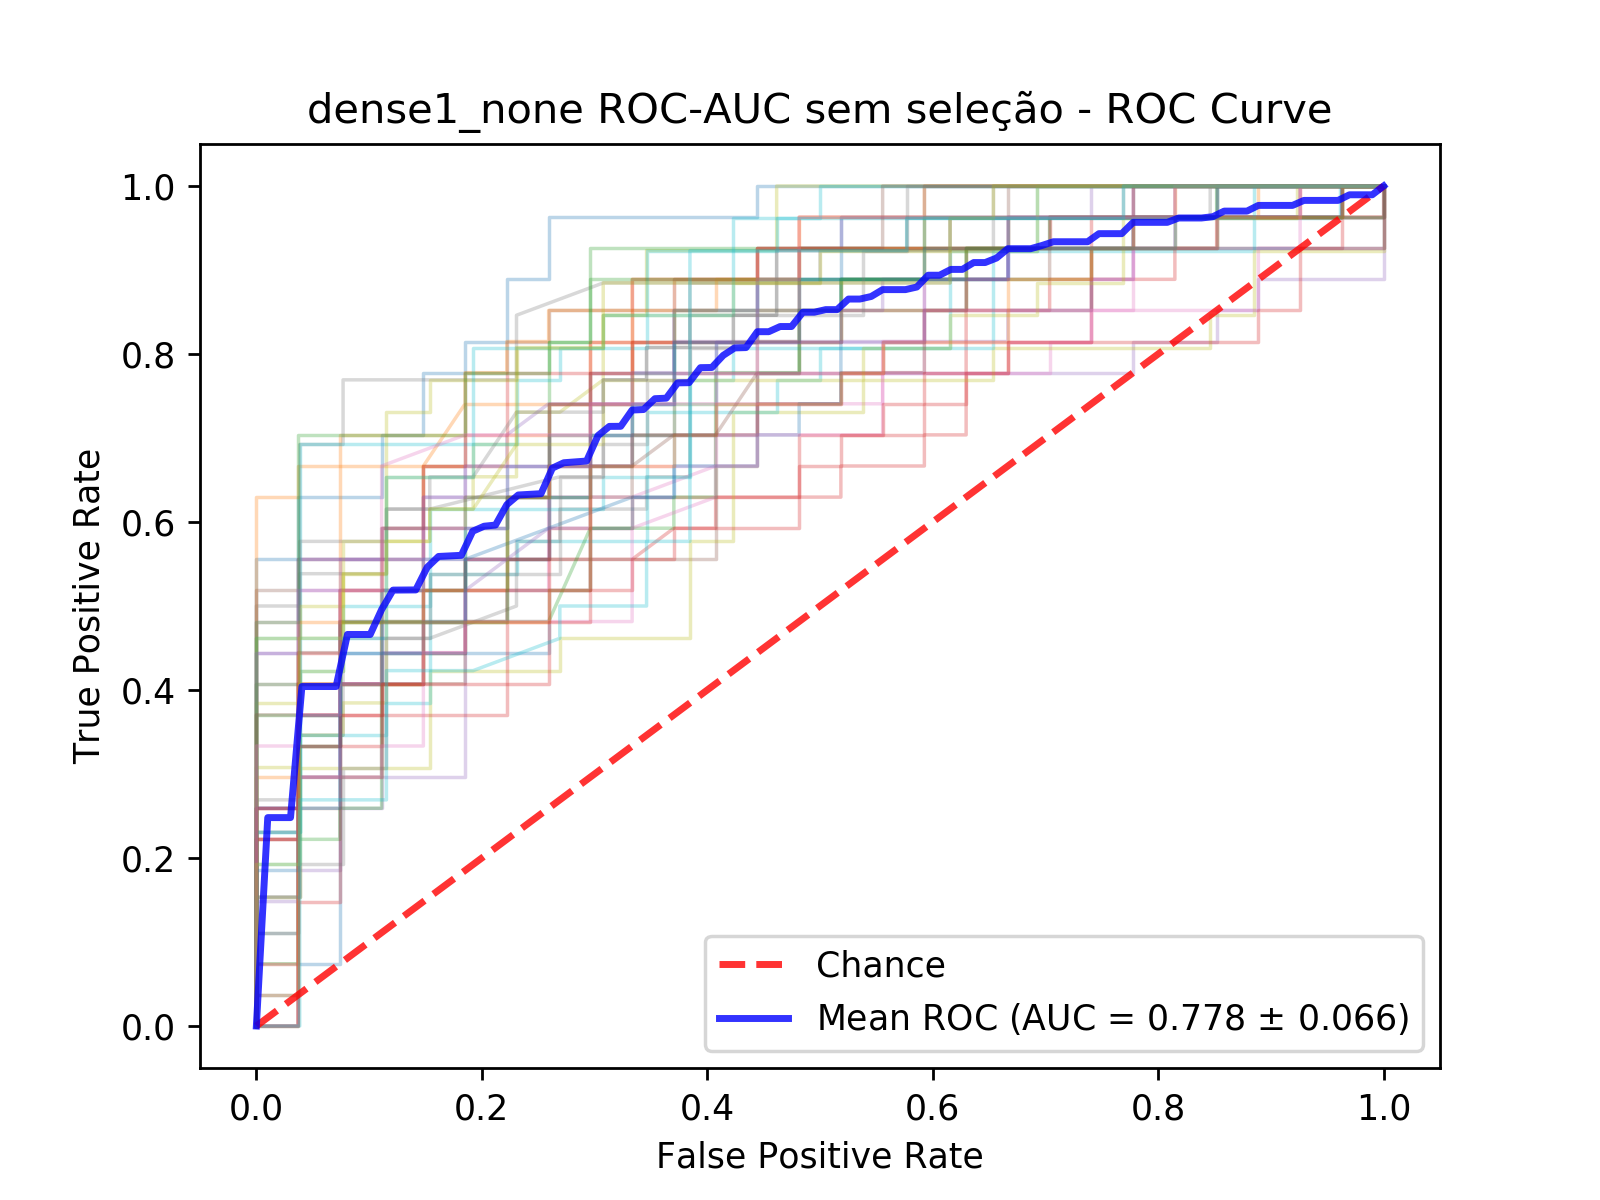 dense1_none ROC-AUC sem seleção - ROC Curve
1.0
0.8
0.6
0.4
0.2
0.0
True Positive Rate
Chance
Mean ROC (AUC = 0.778 ± 0.066)
0.0 0.2 0.4 0.6 0.8 1.0
False Positive Rate